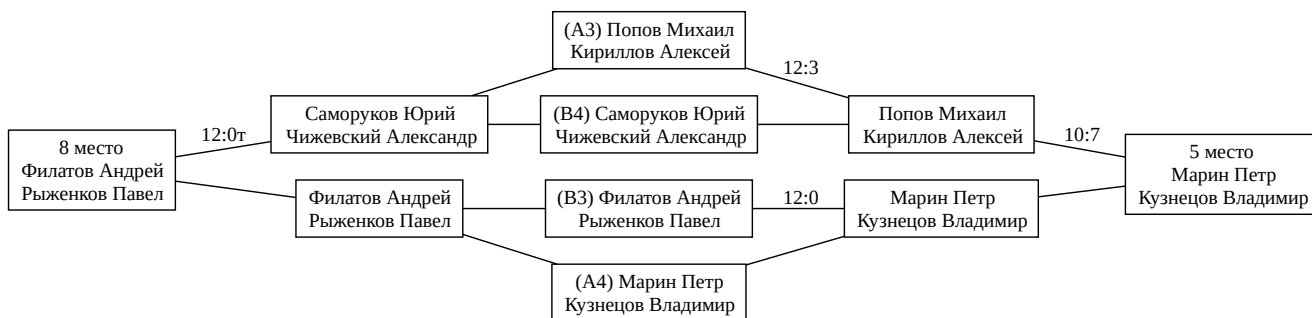 (A3) Попов Михаил
Кириллов Алексей
12:3
Саморуков Юрий
Чижевский Александр
(B4) Саморуков Юрий
Чижевский Александр
Попов Михаил
Кириллов Алексей
12:0т
10:7
8 место
Филатов Андрей
Рыженков Павел
5 место
Марин Петр
Кузнецов Владимир
Филатов Андрей
Рыженков Павел
(B3) Филатов Андрей
Рыженков Павел
12:0
Марин Петр
Кузнецов Владимир
(A4) Марин Петр
Кузнецов Владимир